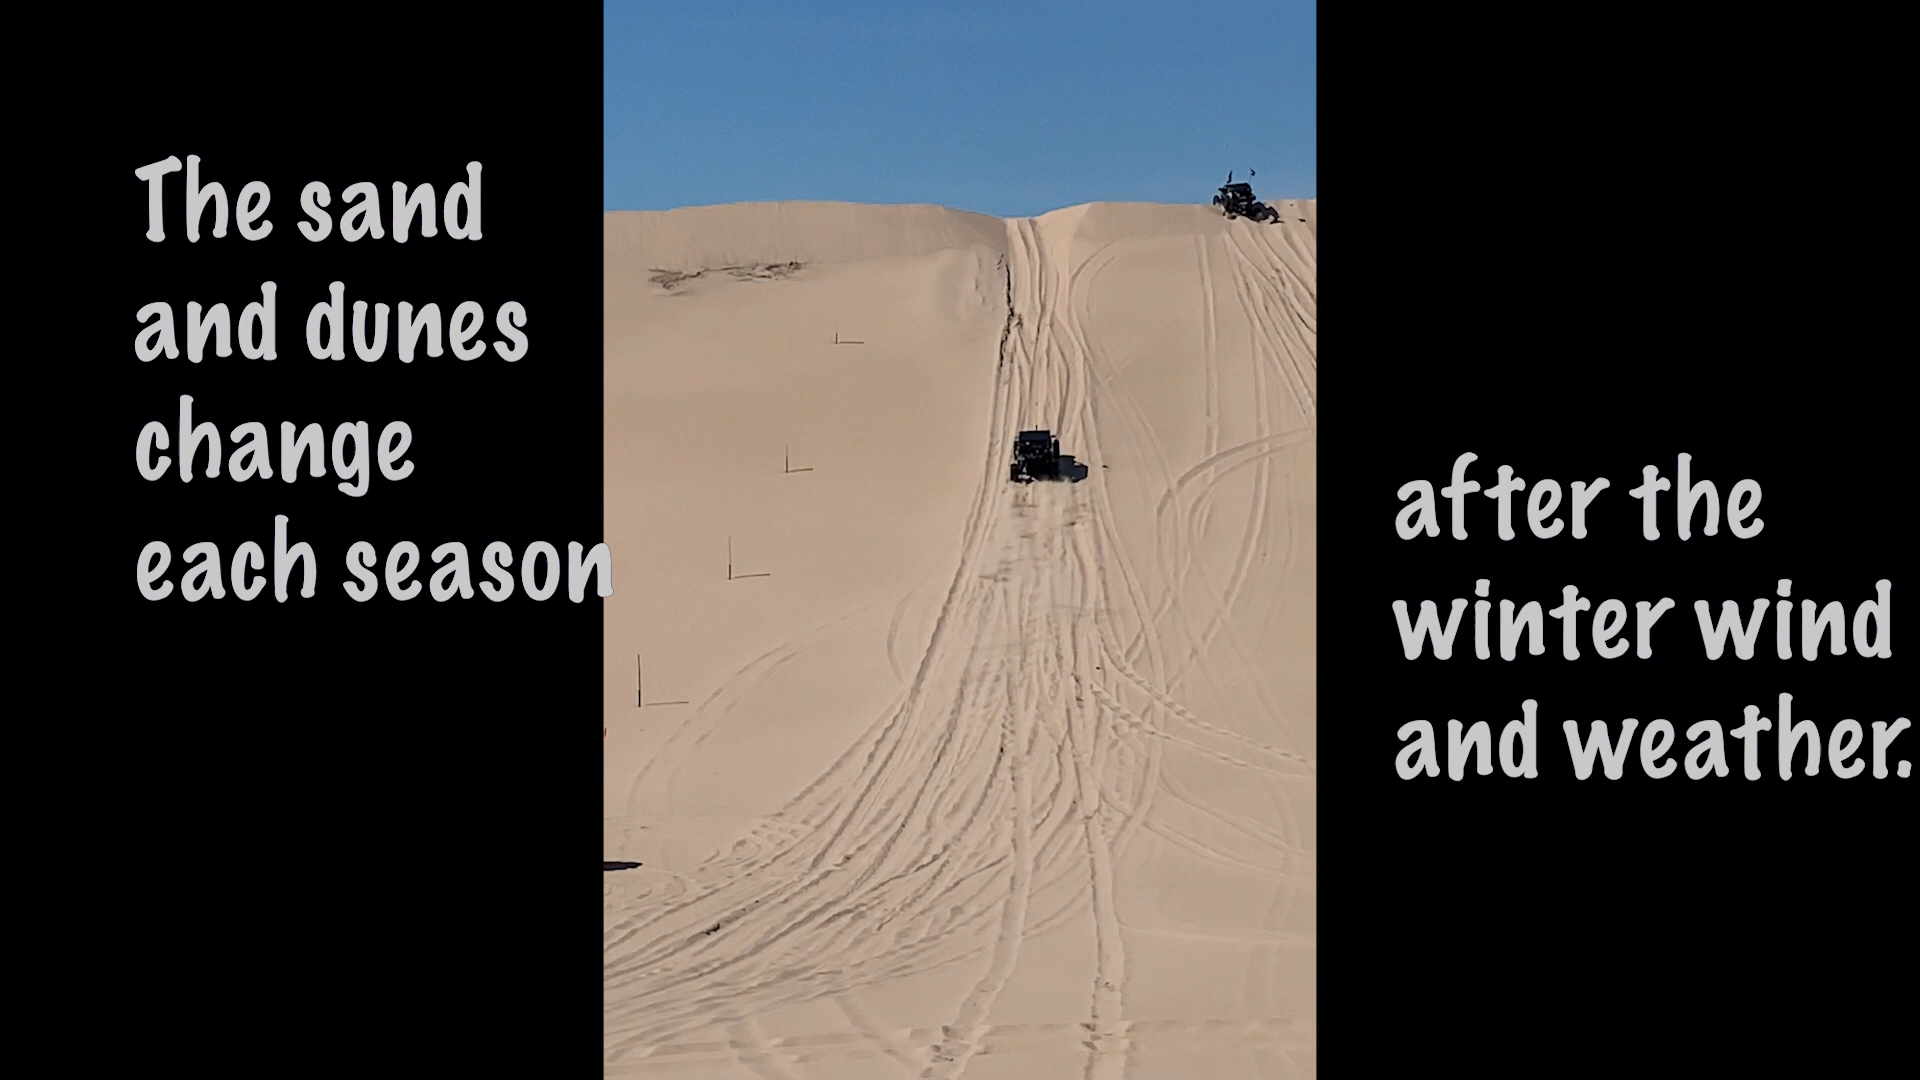 The sand
and dunes
change
each season
after the
winter wind
and weather.